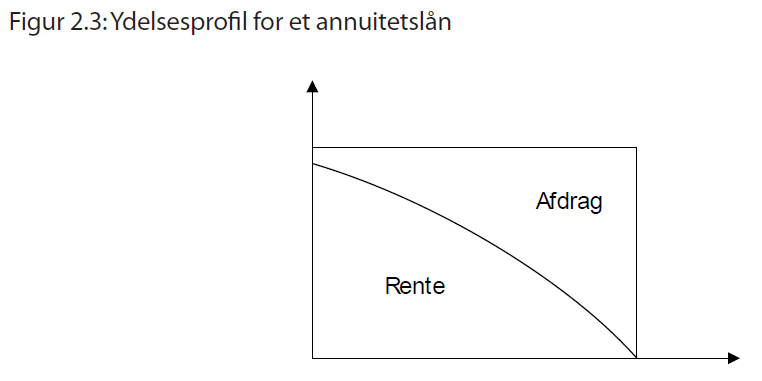 Figur 2.3: Ydelsesprofil for et annuitetslån
Afdrag
Rente